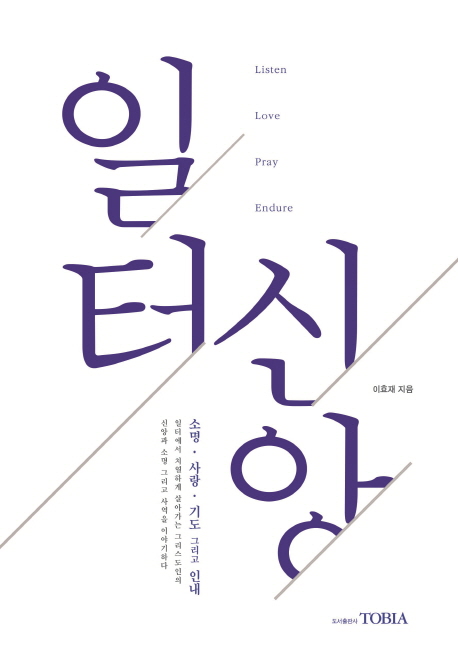 일
터신
앙
Listen
Love
Pray
Endure
이효재 지음
소명 · 사랑 · 기도 그리고 인내
일터에서 치열하게 살아가는 그리스도인의
신앙과 소명 그리고 사역을 이야기하다
도서출판사 TOBIA